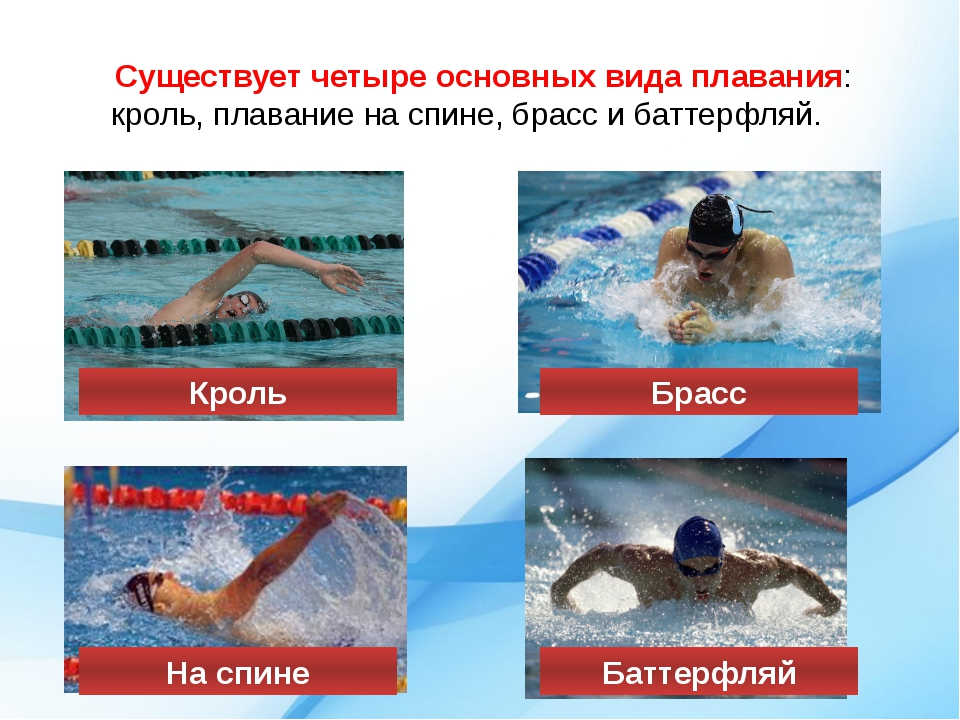 Существует четыре основных вида плавания:
кроль, плавание на спине, брасс и баттерфляй.
Кроль
Брасс
На спине
Баттерфляй